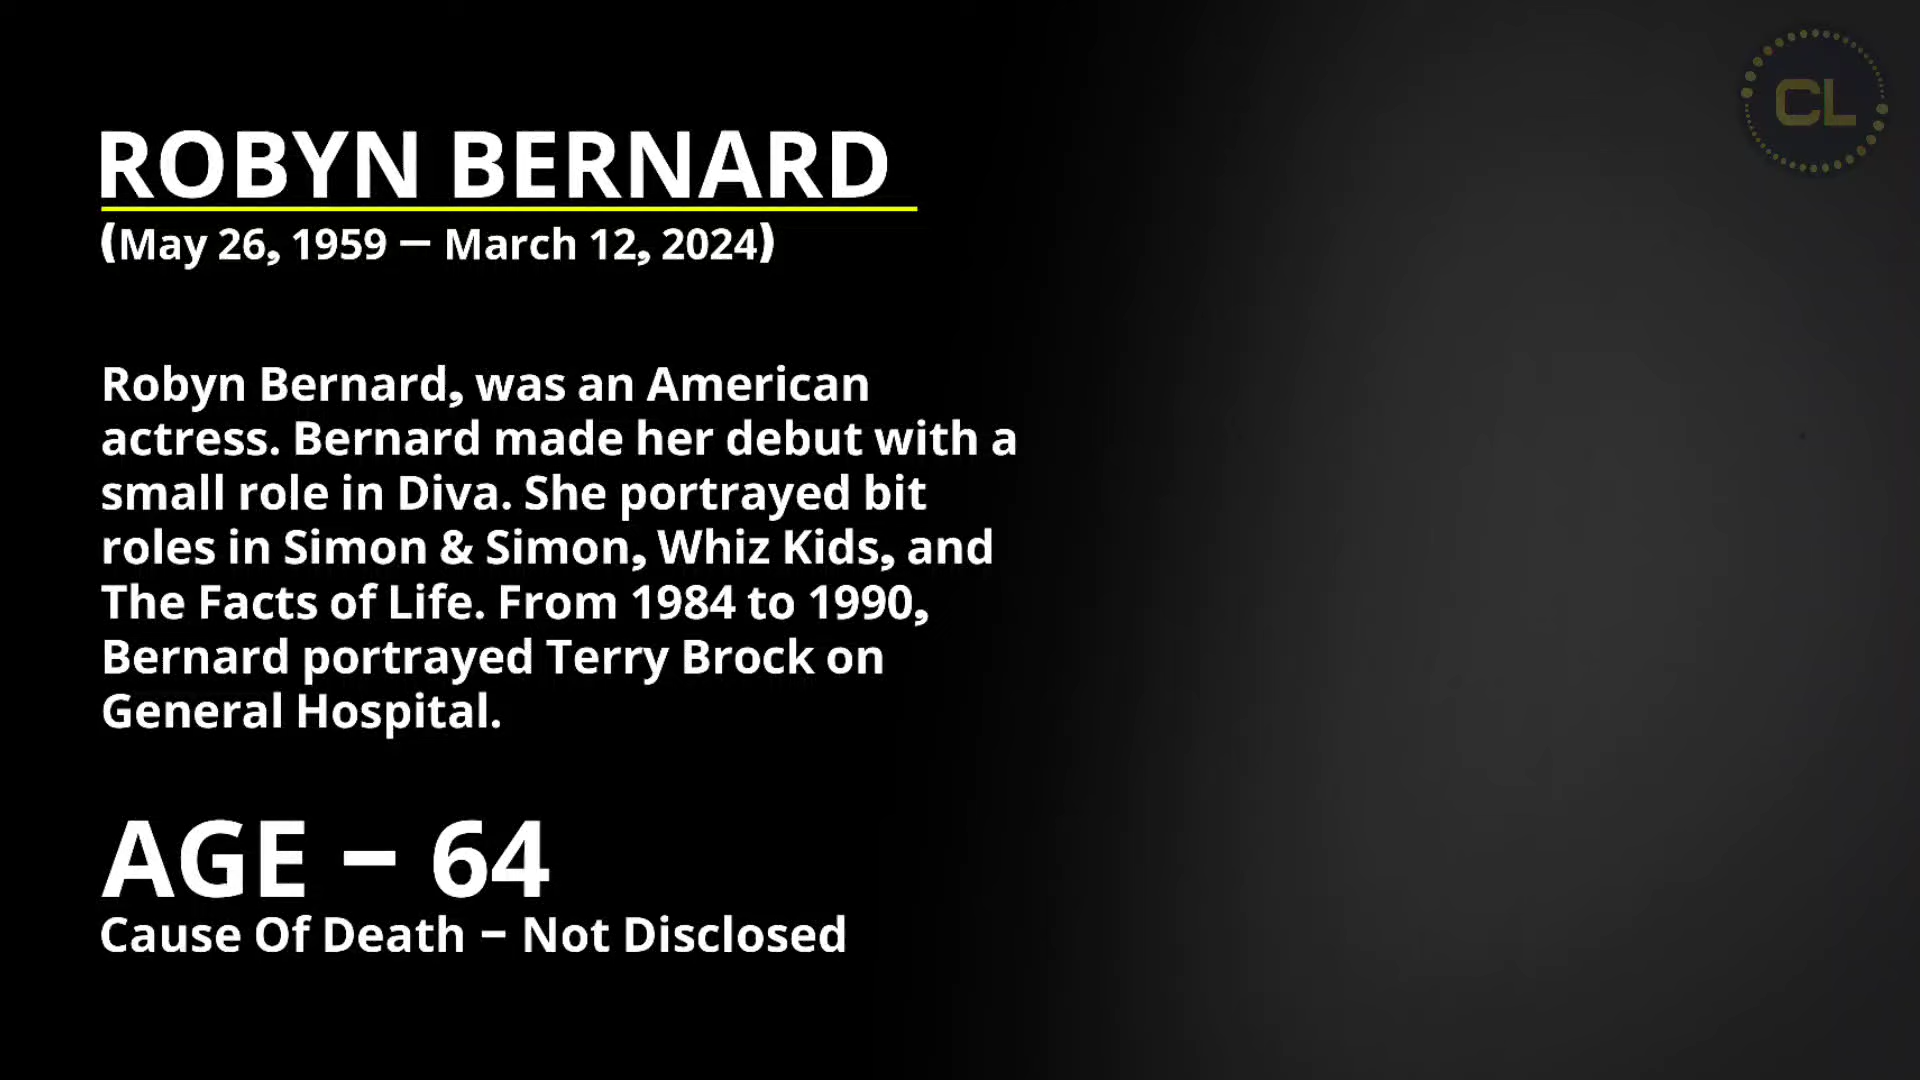 CL
ROBYN BERNARD
(May 26, 1959 – March 12, 2024)
Robyn Bernard, was an American
actress. Bernard made her debut with a
small role in Diva. She portrayed bit
roles in Simon & Simon, Whiz Kids, and
The Facts of Life. From 1984 to 1990,
Bernard portrayed Terry Brock on
General Hospital.
AGE – 64
Cause Of Death – Not Disclosed